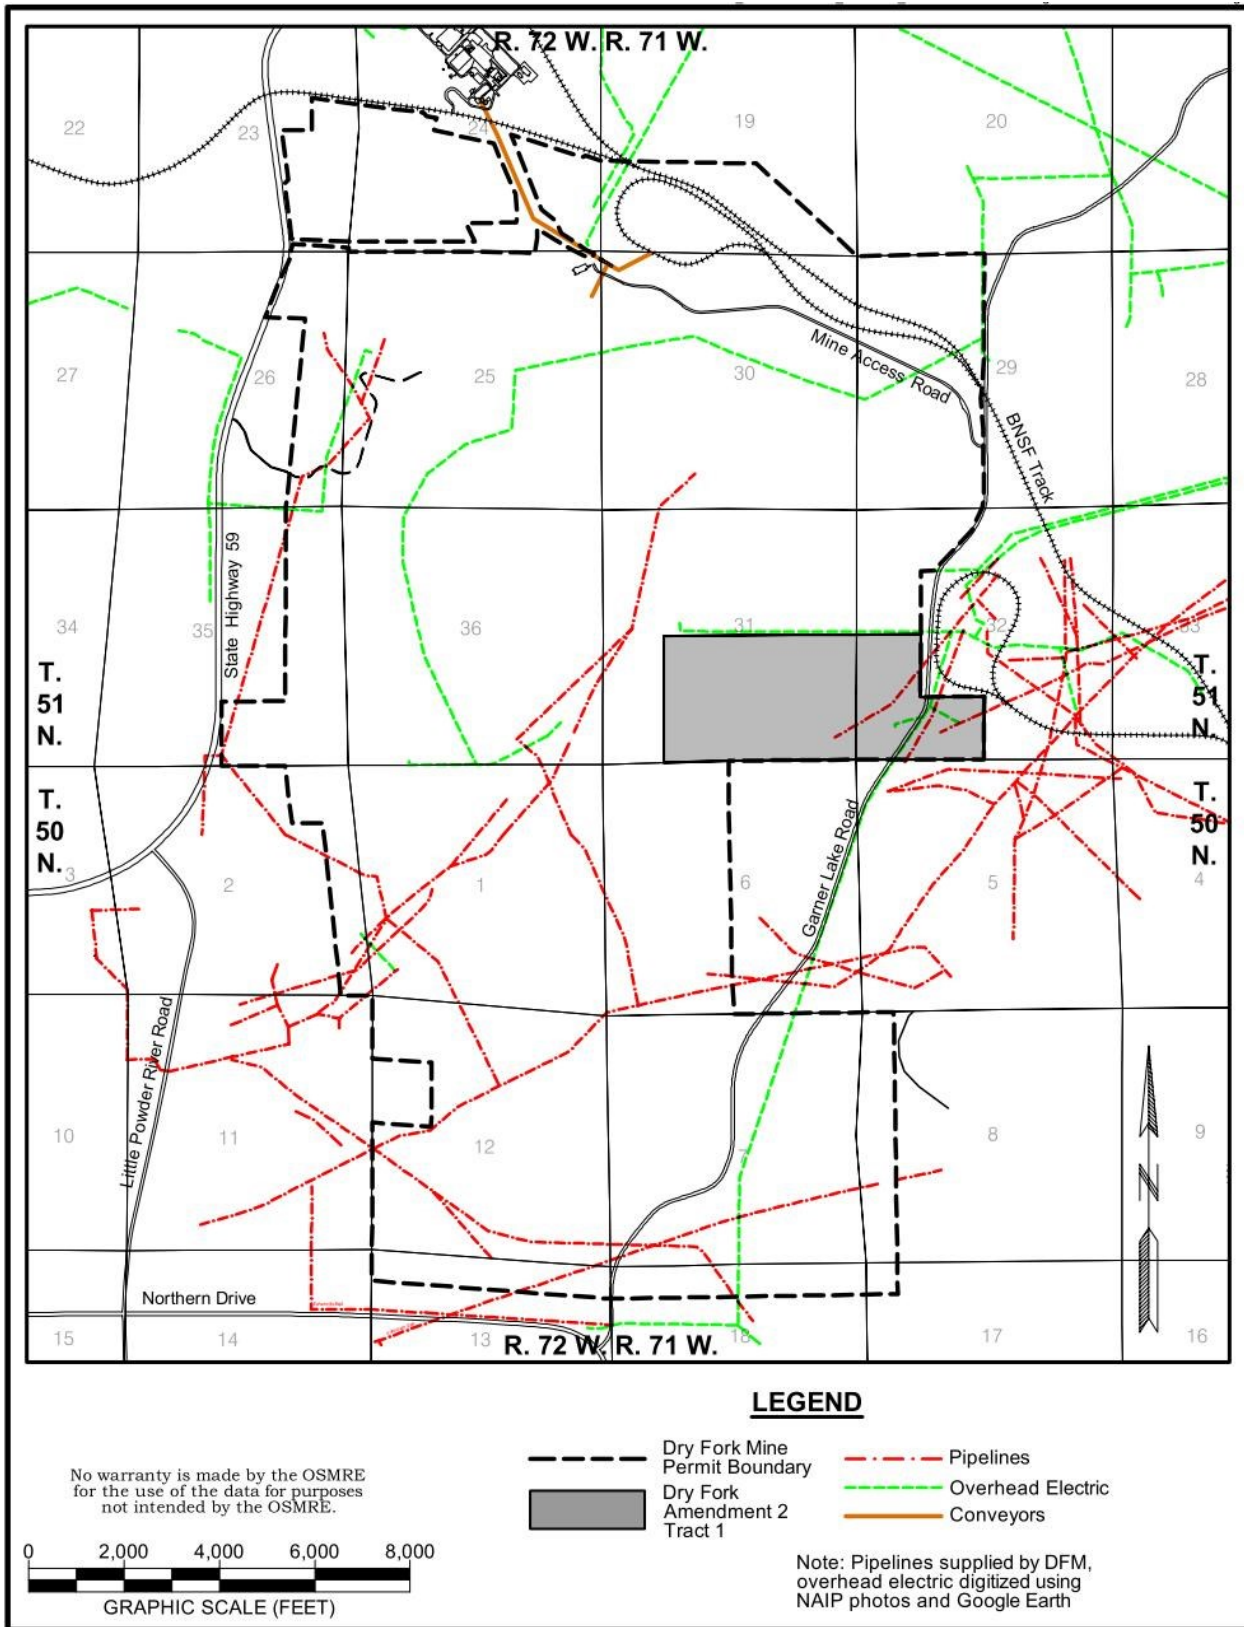 R. 72 W. R. 71 W.
22
23
24
19
20
27
26
25
30
29
28
Mine Access Road
BNSF Track
State Highway 59
34
35
36
31
32
33
T.
51
N.
T.
51
N.
T.
50
N.
T.
50
N.
3
2
1
6
5
4
Garner Lake Road
Little Powder River Road
10
11
12
7
8
9
N
Northern Drive
15
14
13
18
17
16
R. 72 W. R. 71 W.
LEGEND
Dry Fork Mine
Permit Boundary
Dry Fork
Amendment 2
Tract 1
Pipelines
Overhead Electric
Conveyors
No warranty is made by the OSMRE
for the use of the data for purposes
not intended by the OSMRE.
0 2,000 4,000 6,000 8,000
GRAPHIC SCALE (FEET)
Note: Pipelines supplied by DFM,
overhead electric digitized using
NAIP photos and Google Earth